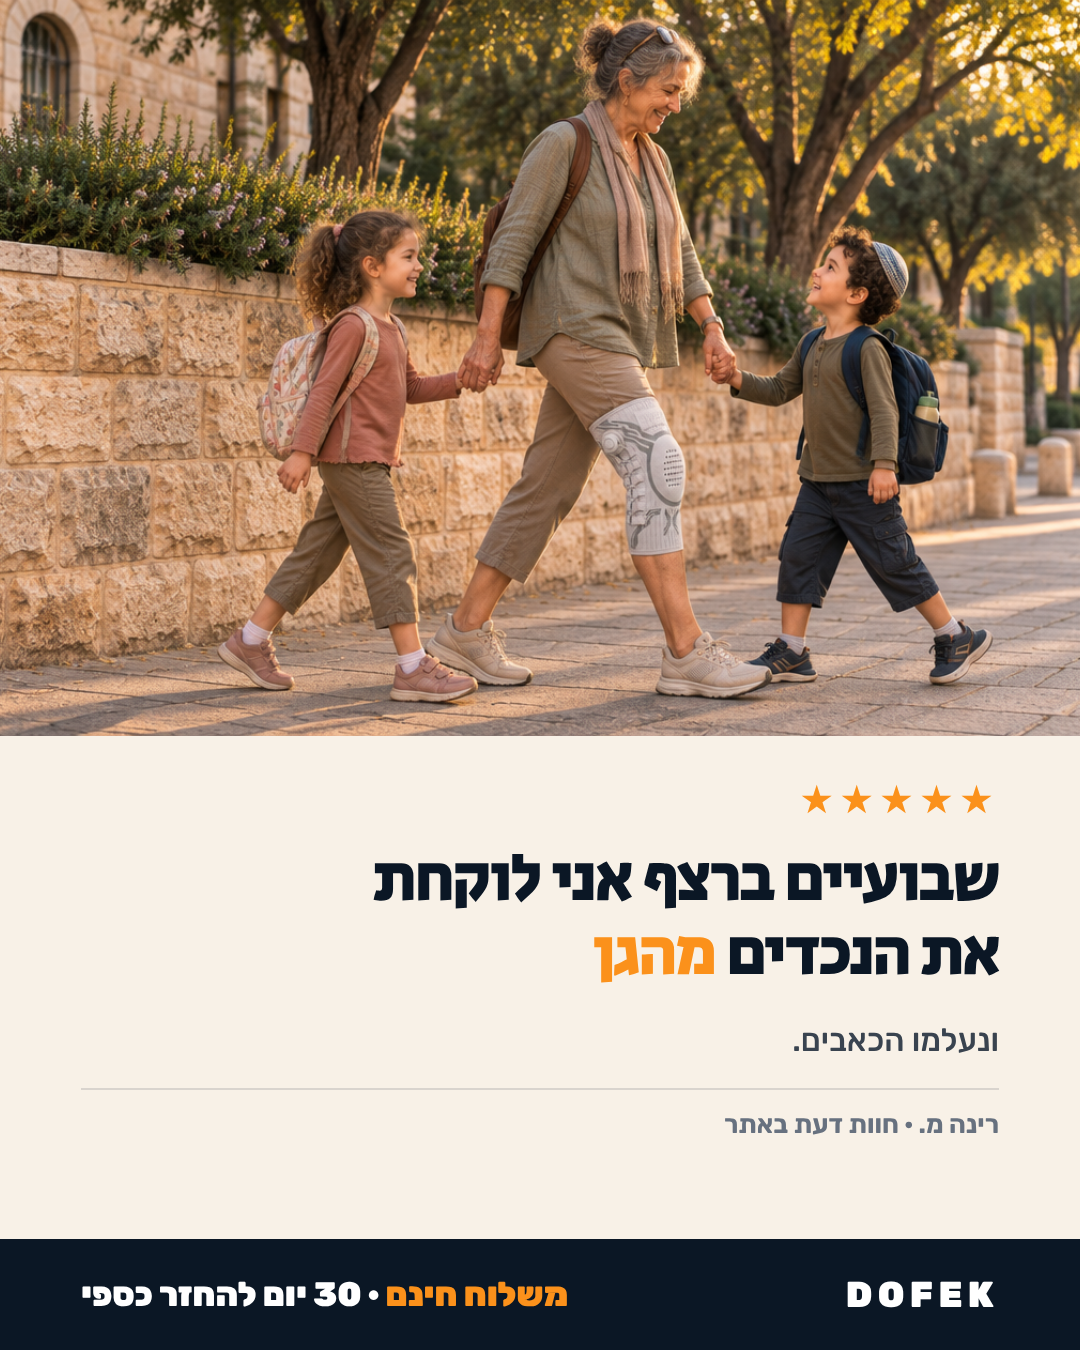 ★★★★★
שבועיים ברצף אני לוקחת
את הנכדים מהגן
ונעלמו הכאבים.
רינה מ. • חוות דעת באתר
DOFEK
משלוח חינם • 30 יום להחזר כספי